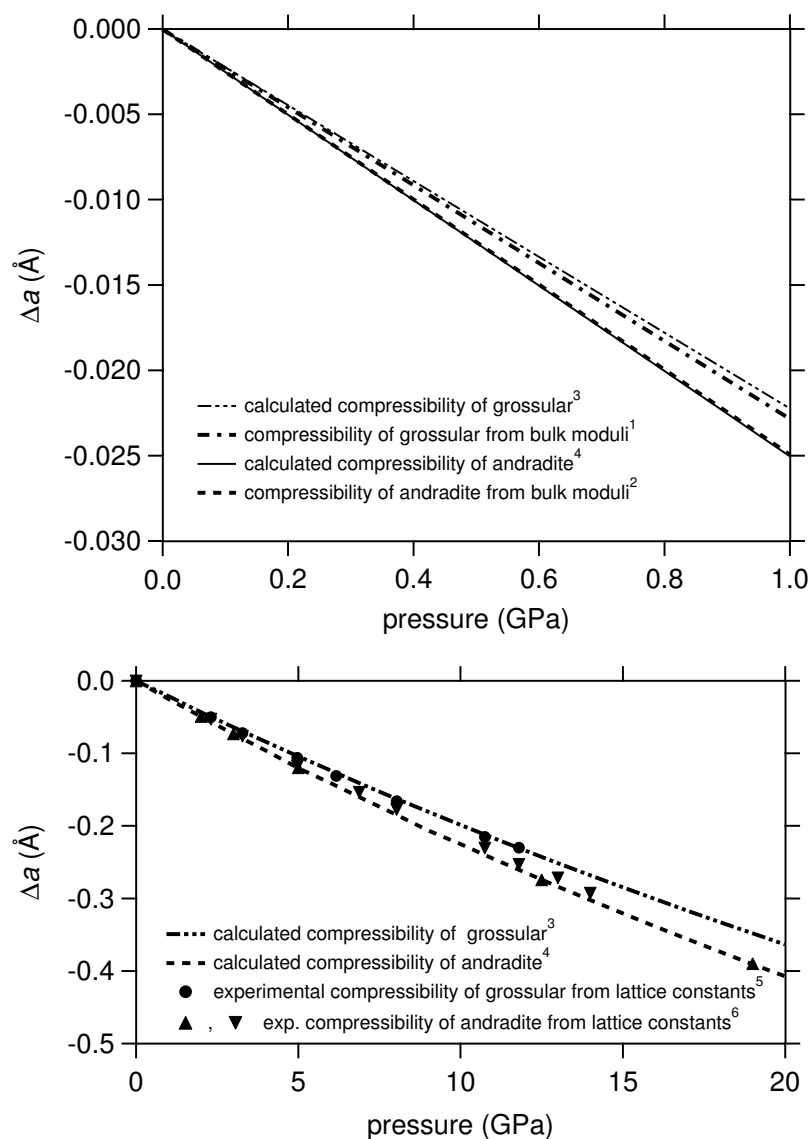 0.000
-0.005
-0.010
-0.015
-0.020
-0.025
-0.030
Δa (Å)
calculated compressibility of grossular3
compressibility of grossular from bulk moduli1
calculated compressibility of andradite4
compressibility of andradite from bulk moduli2
0.0 0.2 0.4 0.6 0.8 1.0
pressure (GPa)
0.0
-0.1
-0.2
-0.3
-0.4
-0.5
Δa (Å)
calculated compressibility of grossular3
calculated compressibility of andradite4
experimental compressibility of grossular from lattice constants5
, exp. compressibility of andradite from lattice constants6
0 5 10 15 20
pressure (GPa)